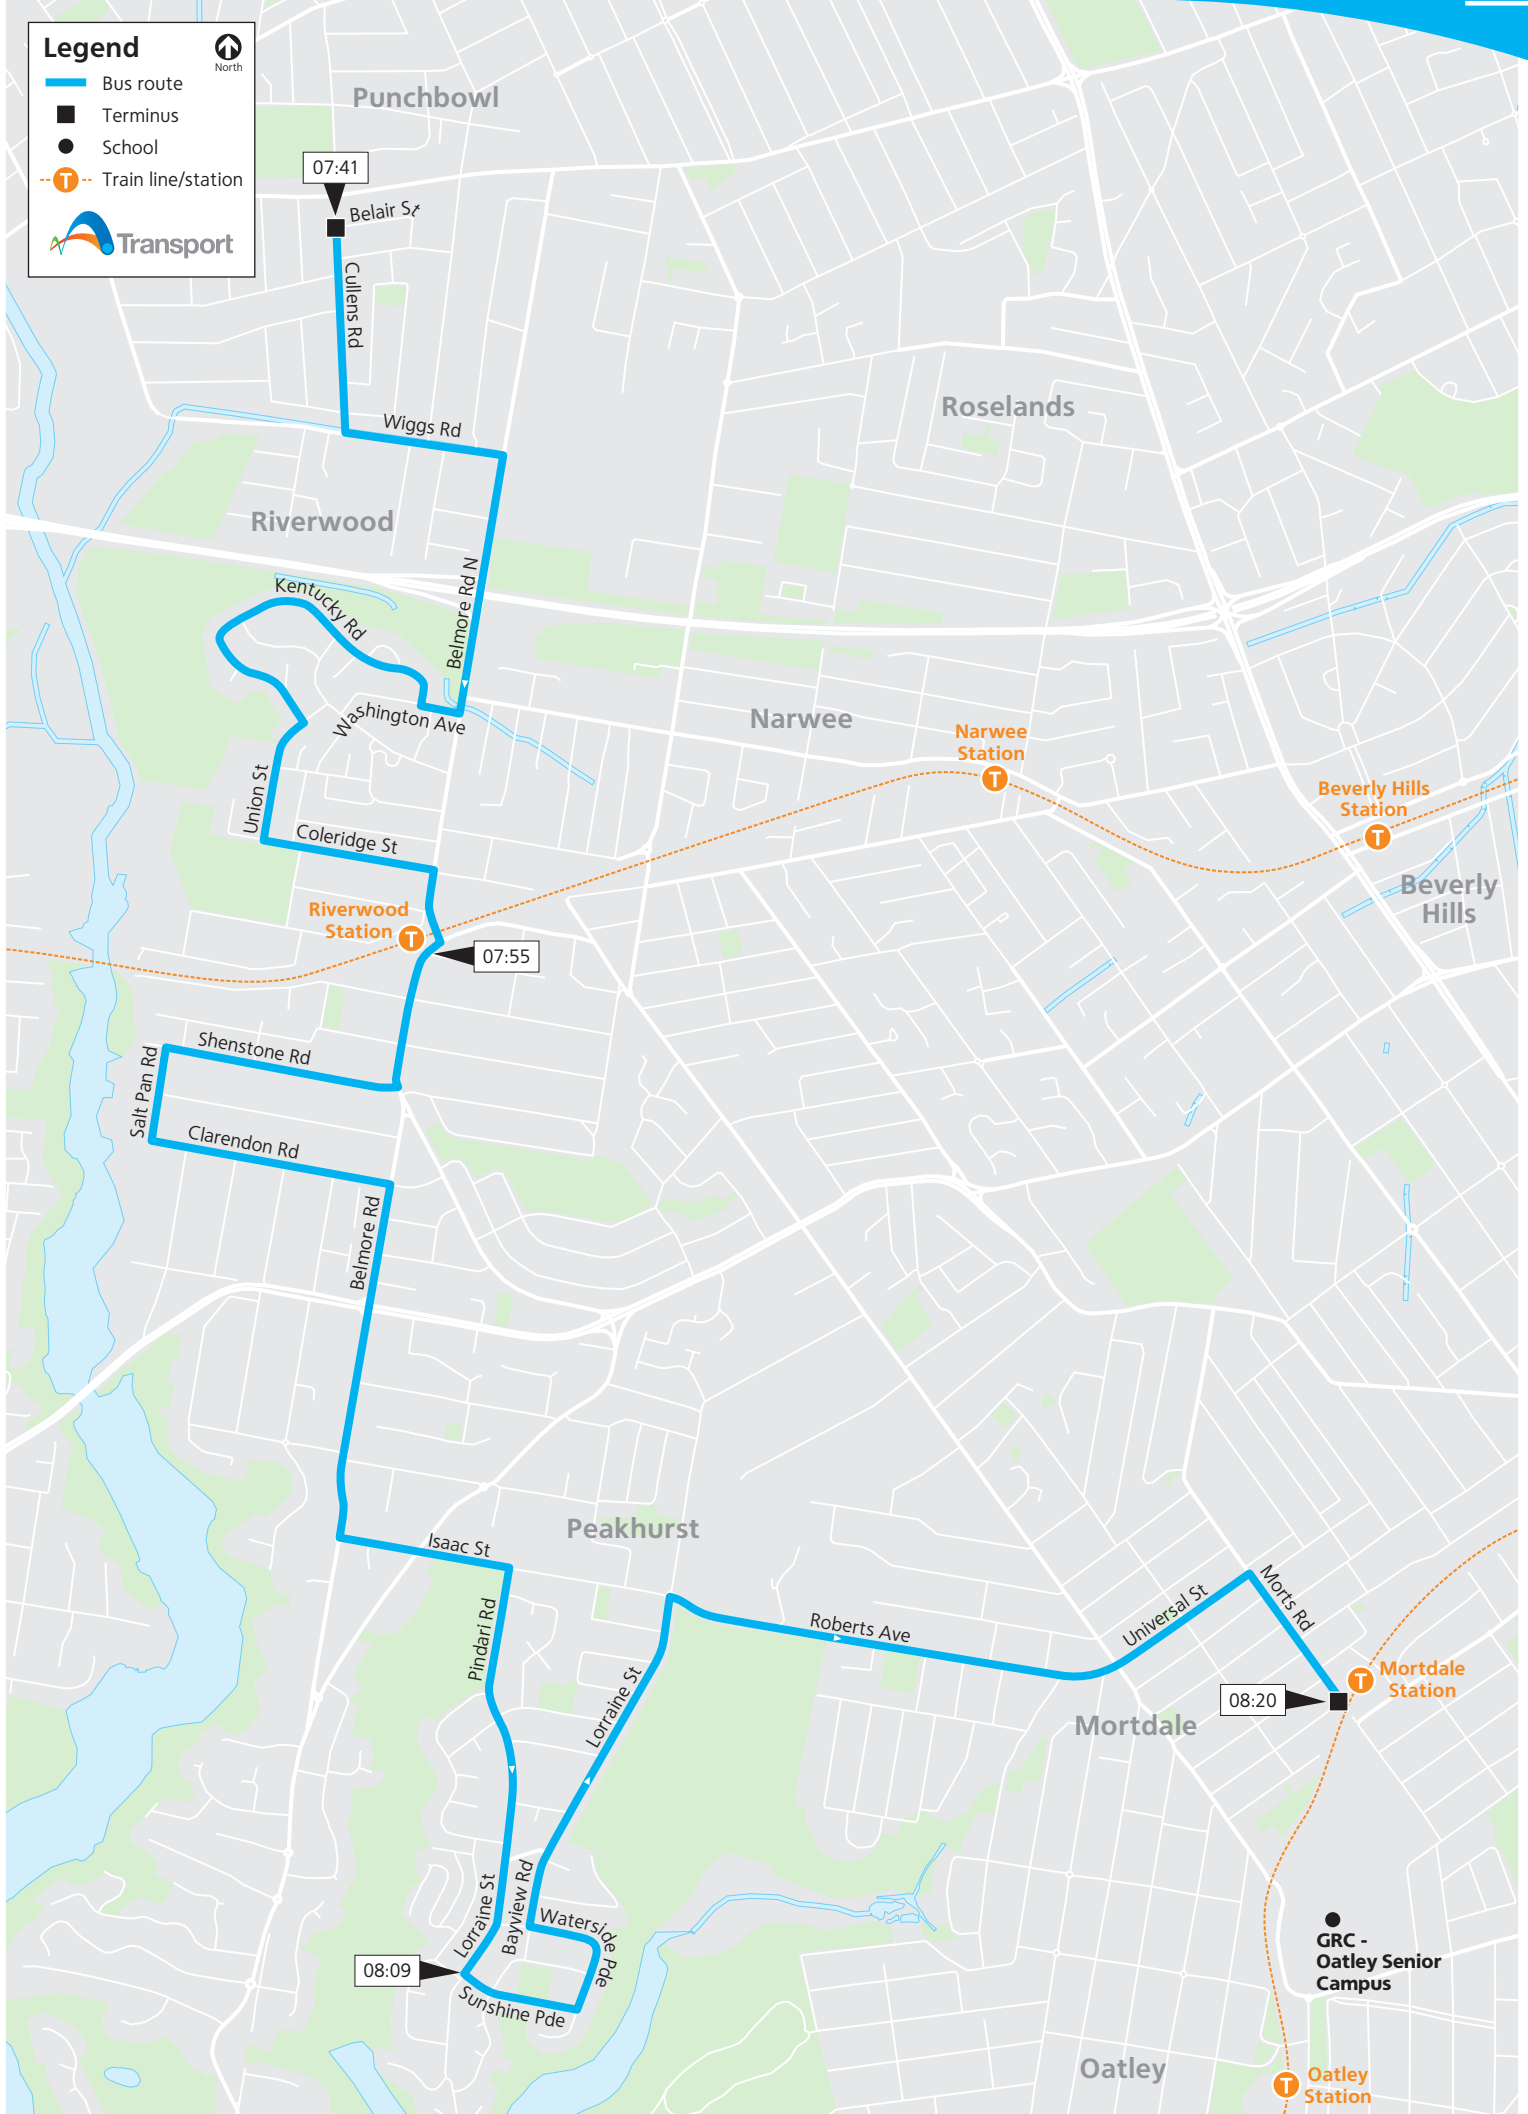 Legend
North
Bus route
Terminus
School
T
Train line/station
Transport
Punchbowl
07:41
Belair St
Cullens Rd
Wiggs Rd
Roselands
Riverwood
Belmore Rd N
Kentucky Rd
Washington Ave
Narwee
Narwee
Station
T
Beverly Hills
Station
T
Union St
Coleridge St
Beverly
Hills
Riverwood
Station
T
07:55
Shenstone Rd
Salt Pan Rd
Clarendon Rd
Belmore Rd
Peakhurst
Isaac St
Pindari Rd
Roberts Ave
Universal St
Morts Rd
Lorraine St
Mortdale
Station
T
08:20
Mortdale
Lorraine St
Bayview Rd
Waterside Pde
08:09
Sunshine Pde
GRC -
Oatley Senior
Campus
Oatley
Oatley
Station
T